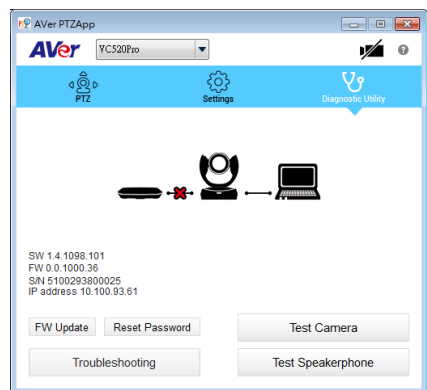 AVer PTZApp
AVer VC520Pro
PTZ Settings Diagnostic Utility
SW 1.4.1098.101
FW 0.0.1000.36
S/N 5100293800025
IP address 10.100.93.61
FW Update Reset Password Test Camera
Troubleshooting Test Speakerphone